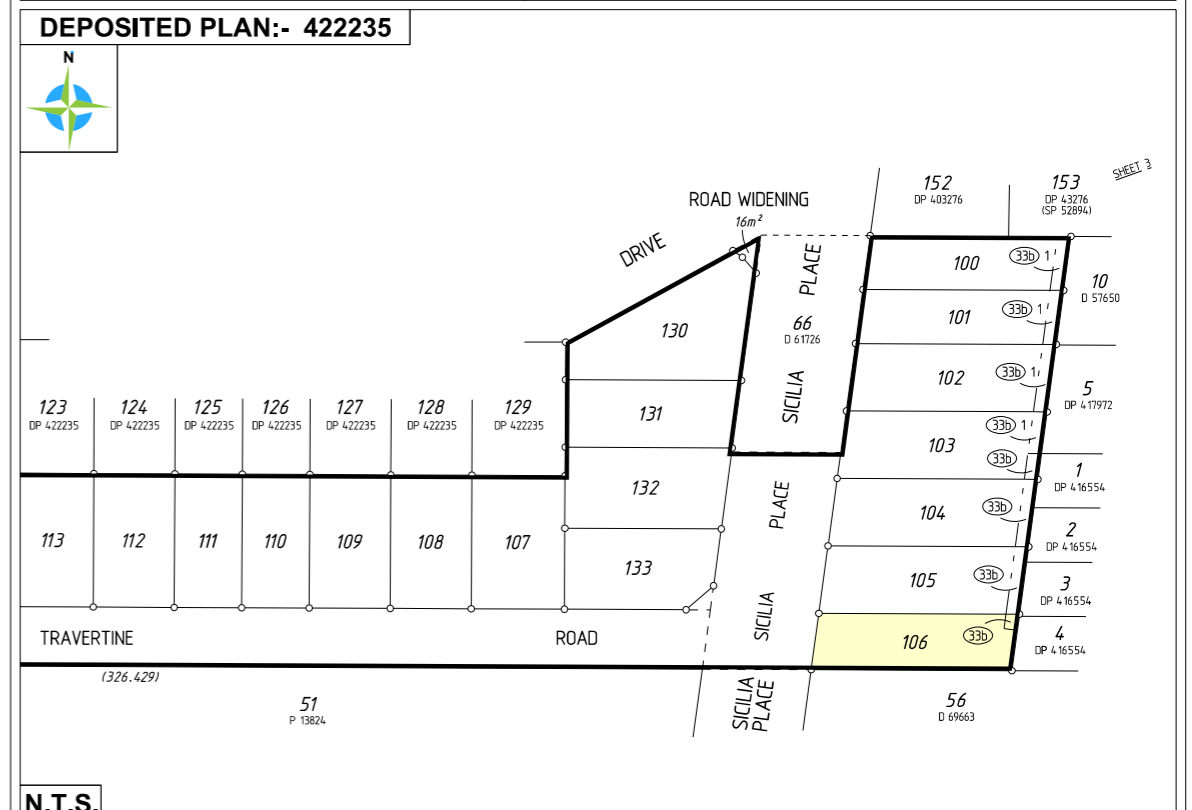 DEPOSITED PLAN:- 422235
N
SHEET 3
152
DP 403276
153
DP 43276
(SP 52894)
ROAD WIDENING
16m²
DRIVE
PLACE
66
D 61726
SICILIA
100
33b 1
10
D 57650
101
33b 1
130
102
33b 1
5
DP 417972
123
DP 422235
124
DP 422235
125
DP 422235
126
DP 422235
127
DP 422235
128
DP 422235
129
DP 422235
131
103
33b 1
33b
1
DP 416554
132
PLACE
104
33b
2
DP 416554
113
112
111
110
109
108
107
133
SICILIA
105
33b
3
DP 416554
TRAVERTINE
ROAD
106
33b
4
DP 416554
(326.429)
51
P 13824
SICILIA
PLACE
56
D 69663
N.T.S.